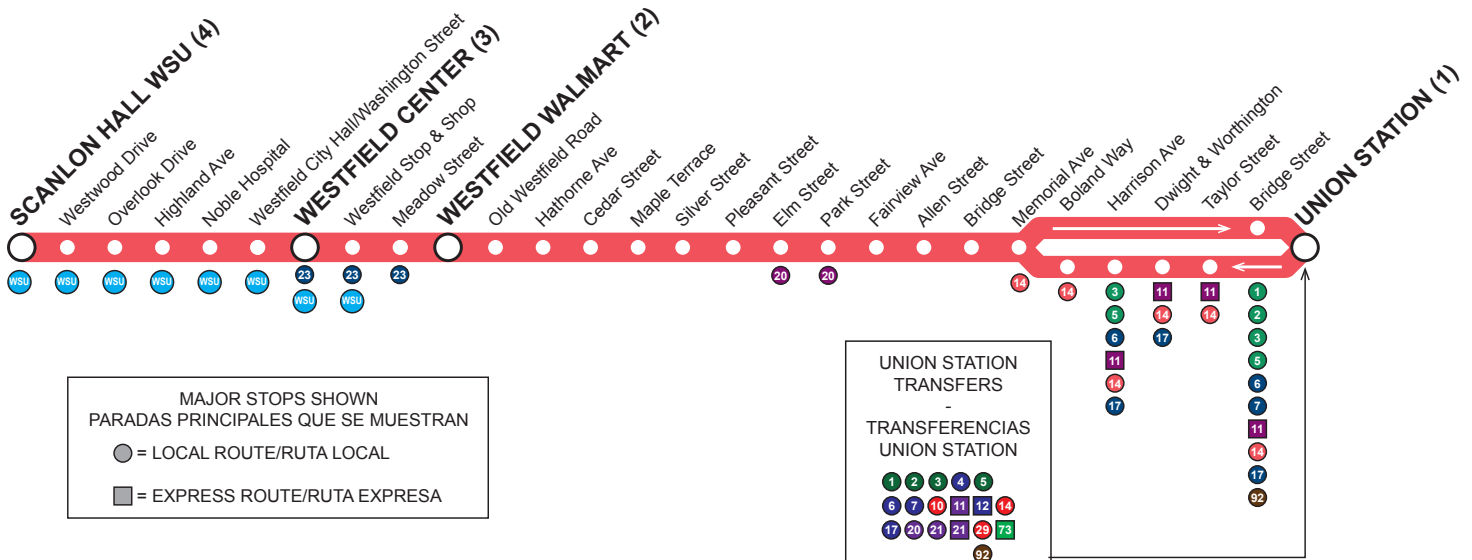 SCANLON HALL WSU (4)
Westwood Drive
Overlook Drive
Highland Ave
Noble Hospital
Westfield City Hall/Washington Street
WESTFIELD CENTER (3)
Westfield Stop & Shop
Meadow Street
WESTFIELD WALMART (2)
Old Westfield Road
Hathorne Ave
Cedar Street
Maple Terrace
Silver Street
Pleasant Street
Elm Street
Park Street
Fairview Ave
Allen Street
Bridge Street
Memorial Ave
Boland Way
Harrison Ave
Dwight & Worthington
Taylor Street
Bridge Street
UNION STATION (1)
WSU
WSU
WSU
WSU
WSU
WSU
23
WSU
23
WSU
23
20
20
14
14
3
5
6
11
14
17
11
14
17
11
14
1
2
3
5
6
7
11
14
17
92
MAJOR STOPS SHOWN
PARADAS PRINCIPALES QUE SE MUESTRAN
= LOCAL ROUTE/RUTA LOCAL
= EXPRESS ROUTE/RUTA EXPRESA
UNION STATION
TRANSFERS
-
TRANSFERENCIAS
UNION STATION
1 2 3 4 5
6 7 10 11 12 14
17 20 21 21 29 73
92